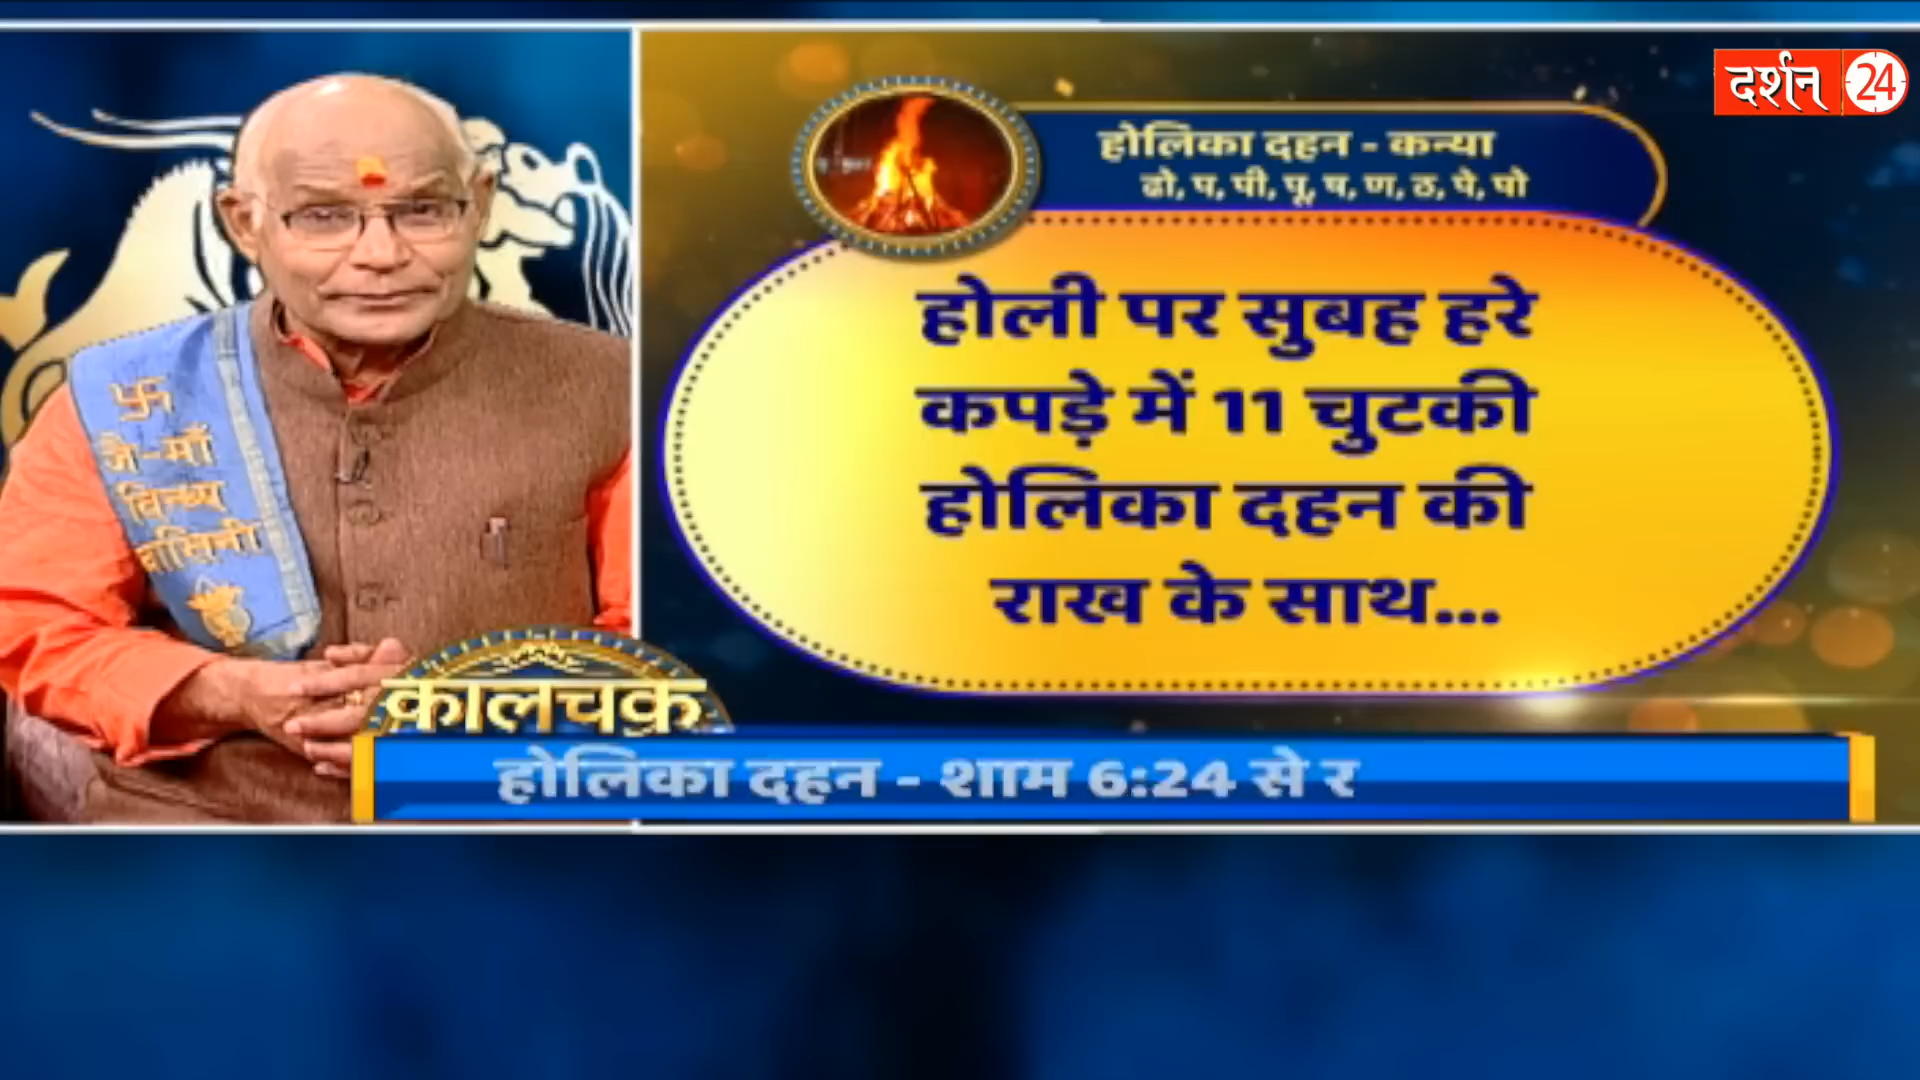 दर्शन 24
होलिका दहन - कन्या
ढो, प, पी, पू, ष, ण, ठ, पे, पो
होली पर सुबह हरे
कपड़े में 11 चुटकी
होलिका दहन की
राख के साथ...
जै-माँ
विन्ध्य
वासिनी
कालचक्र
होलिका दहन - शाम 6:24 से र